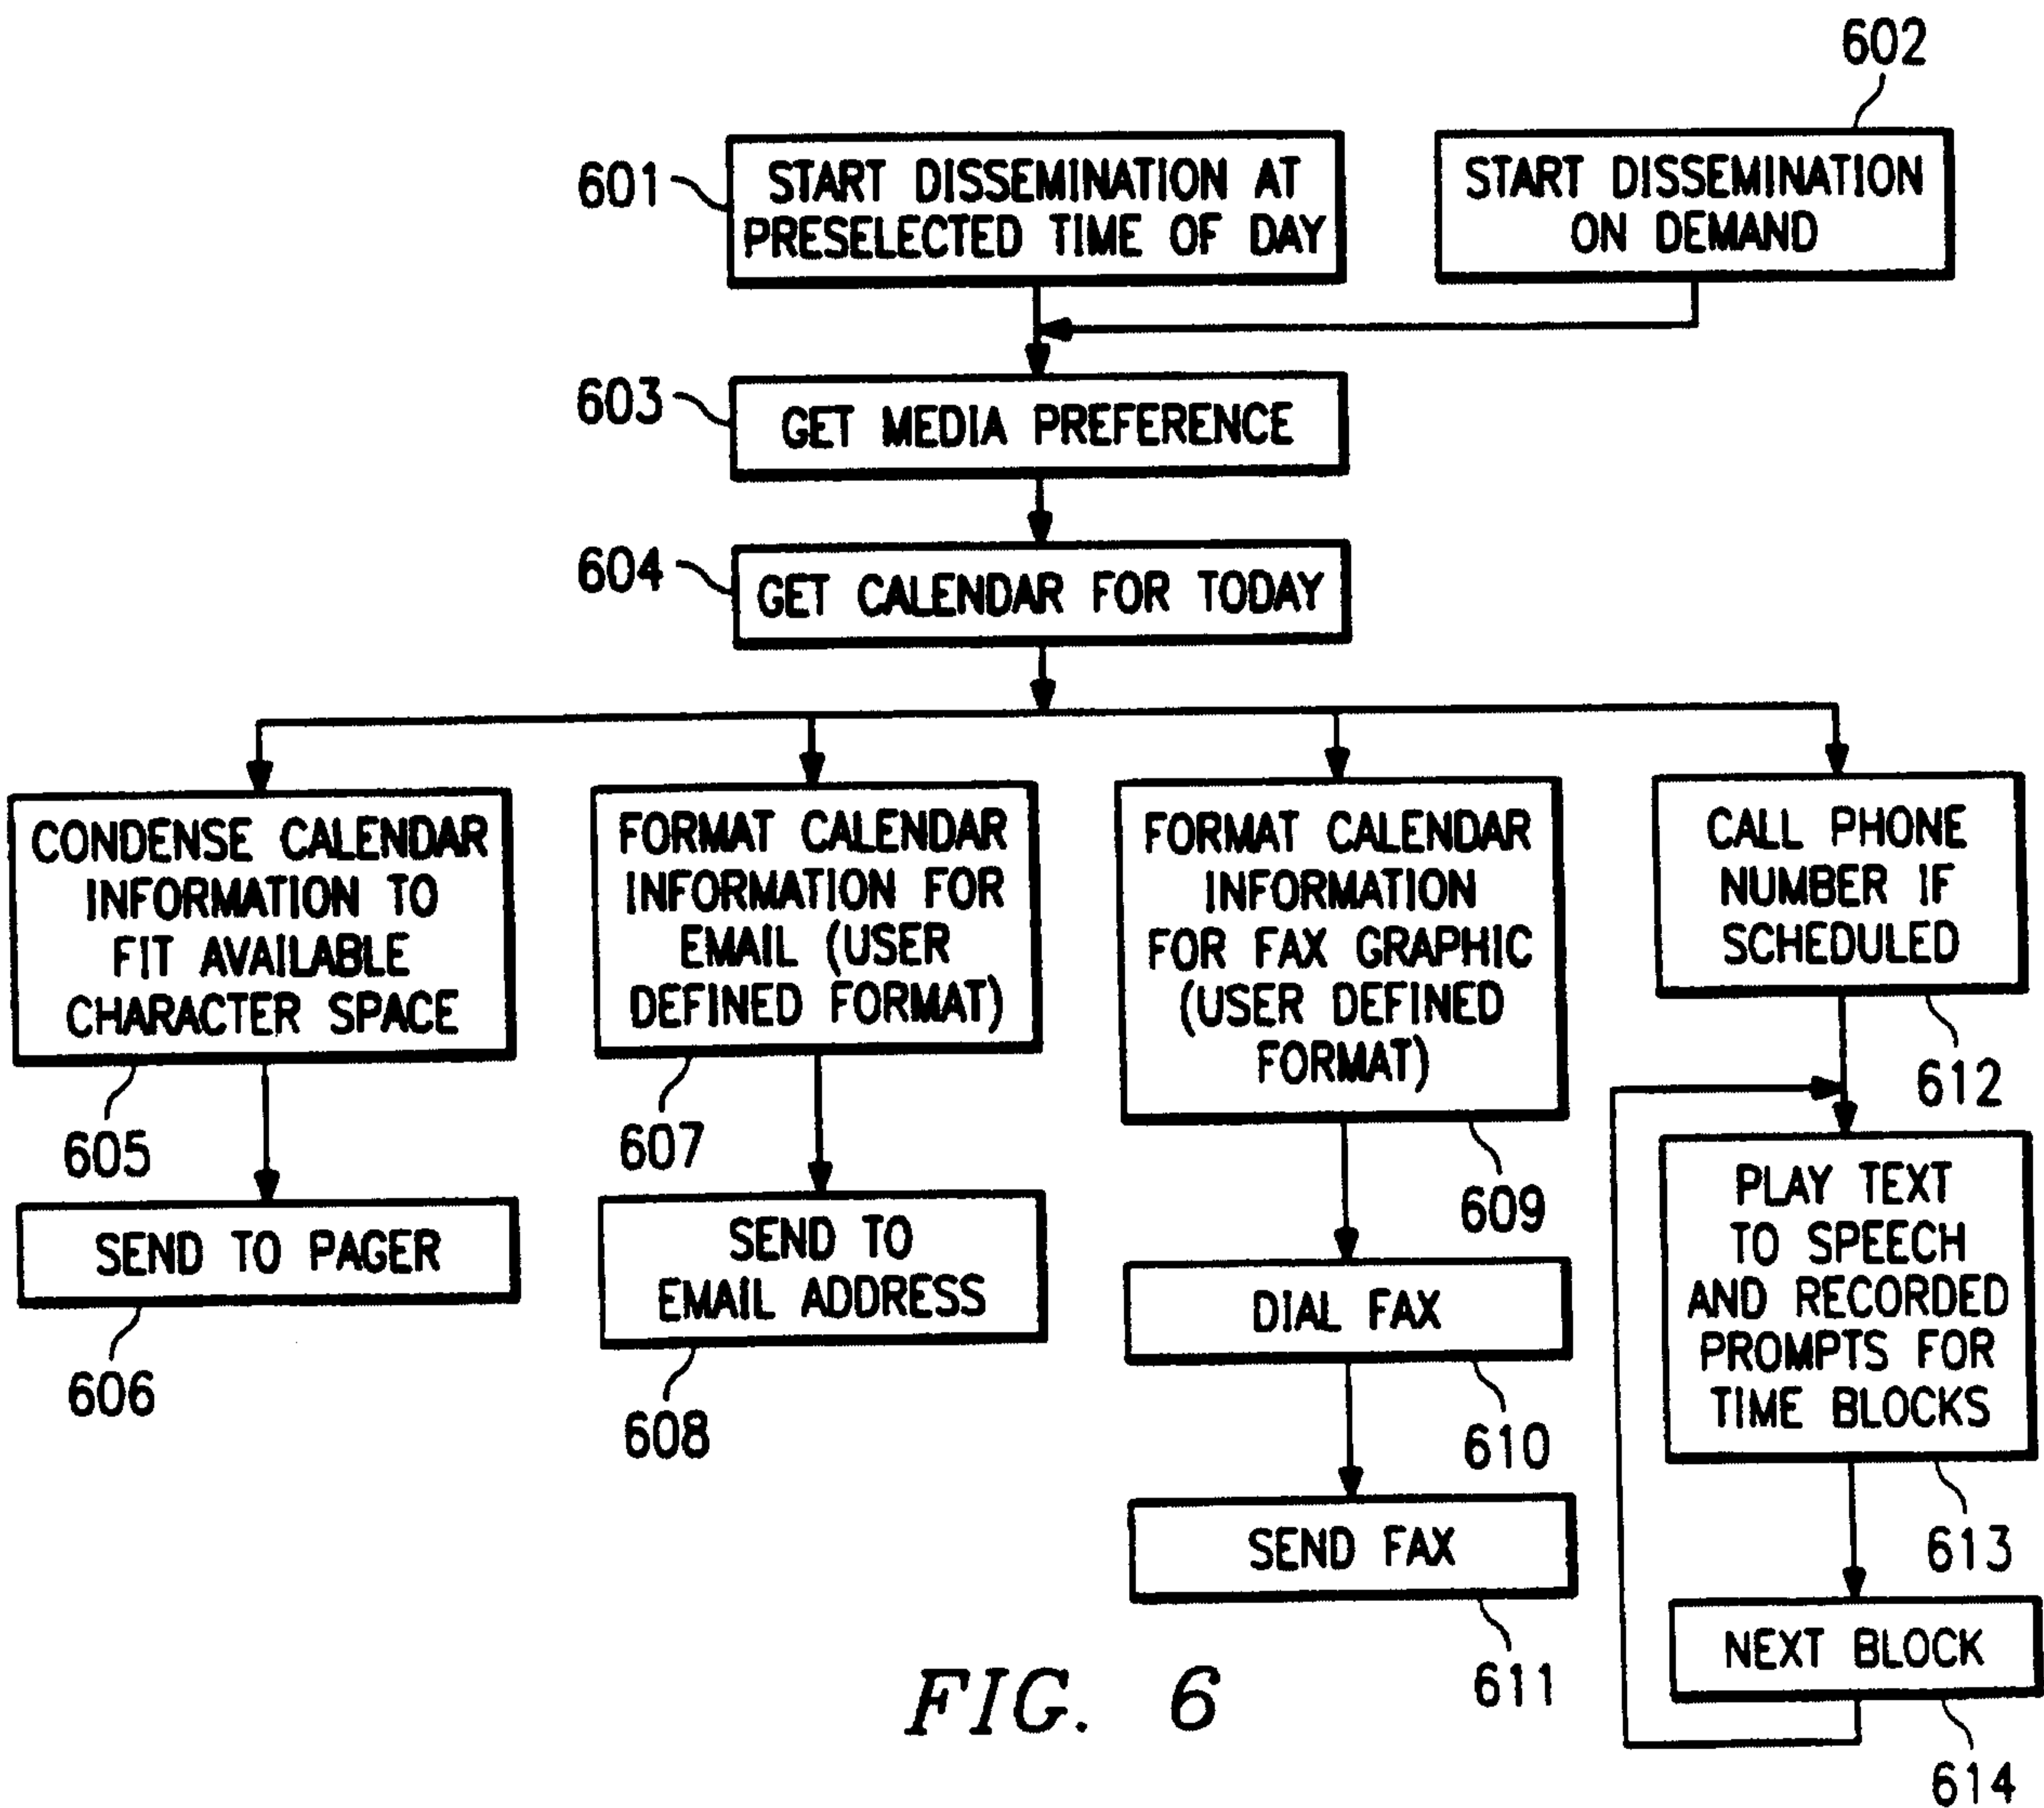 602
601
START DISSEMINATION AT
PRESELECTED TIME OF DAY
START DISSEMINATION
ON DEMAND
603
GET MEDIA PREFERENCE
604
GET CALENDAR FOR TODAY
CONDENSE CALENDAR
INFORMATION TO
FIT AVAILABLE
CHARACTER SPACE
605
SEND TO PAGER
606
FORMAT CALENDAR
INFORMATION FOR
EMAIL (USER
DEFINED FORMAT)
607
SEND TO
EMAIL ADDRESS
608
FORMAT CALENDAR
INFORMATION
FOR FAX GRAPHIC
(USER DEFINED
FORMAT)
609
DIAL FAX
610
SEND FAX
611
CALL PHONE
NUMBER IF
SCHEDULED
612
PLAY TEXT
TO SPEECH
AND RECORDED
PROMPTS FOR
TIME BLOCKS
613
NEXT BLOCK
614
FIG. 6